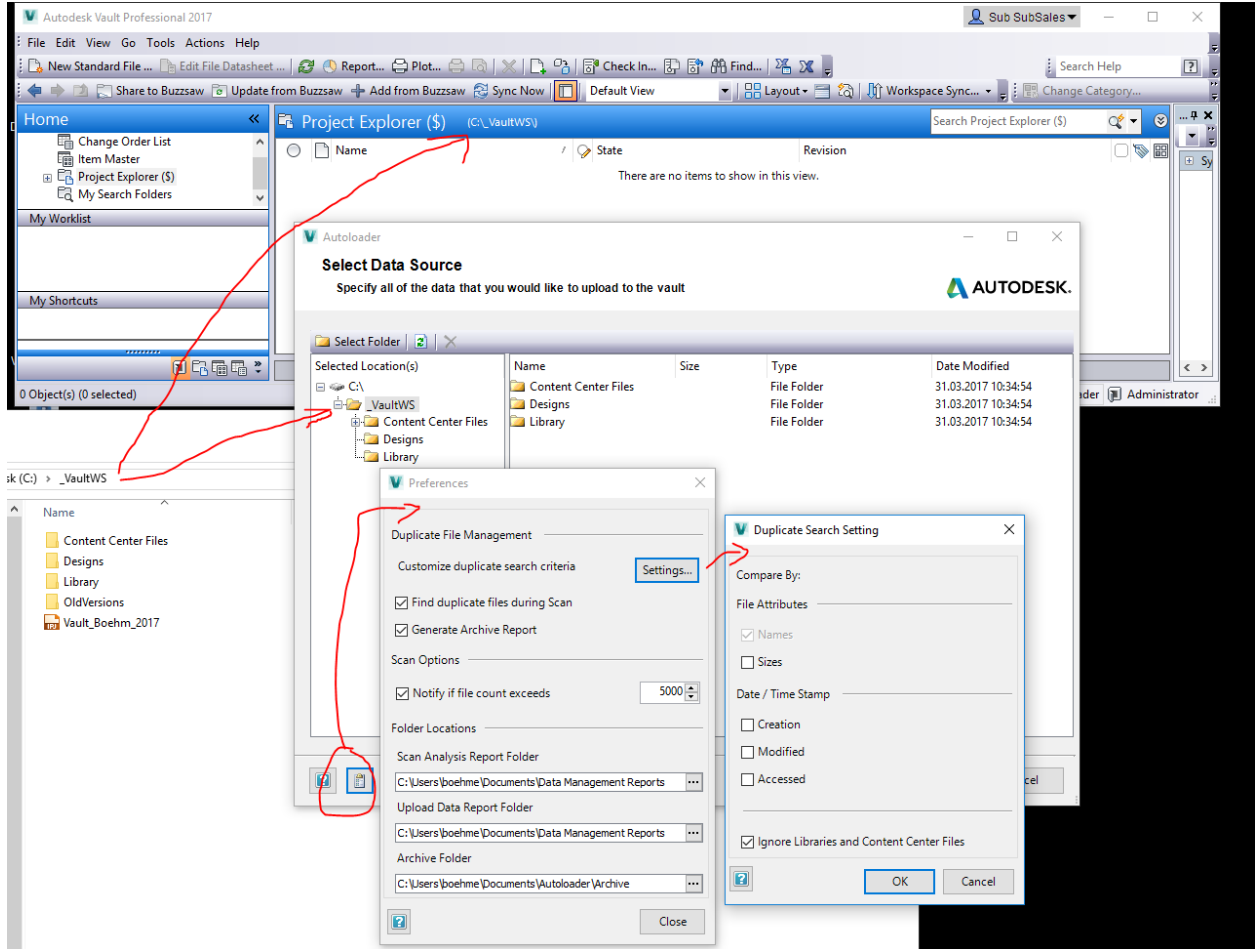 Autodesk Vault Professional 2017
Sub SubSales
File Edit View Go Tools Actions Help
New Standard File ... Edit File Datasheet ... Report... Plot... Check In... Find... Search Help
Share to Buzzsaw Update from Buzzsaw Add from Buzzsaw Sync Now Default View Layout Workspace Sync... Change Category...
Home
Project Explorer ($) (C:\_VaultWS\) Search Project Explorer ($)
Change Order List
Item Master
Project Explorer ($)
My Search Folders
Name State Revision
There are no items to show in this view.
Sy
My Worklist
My Shortcuts
0 Object(s) (0 selected)
Administrator
Autoloader
Select Data Source
Specify all of the data that you would like to upload to the vault
AUTODESK.
Select Folder
Selected Location(s)
C:\
_VaultWS
Content Center Files
Designs
Library
Name Size Type Date Modified
Content Center Files File Folder 31.03.2017 10:34:54
Designs File Folder 31.03.2017 10:34:54
Library File Folder 31.03.2017 10:34:54
sk (C:) > _VaultWS
Name
Content Center Files
Designs
Library
OldVersions
Vault_Boehm_2017
Preferences
Duplicate File Management
Customize duplicate search criteria Settings...
Find duplicate files during Scan
Generate Archive Report
Scan Options
Notify if file count exceeds 5000
Folder Locations
Scan Analysis Report Folder
C:\Users\boehme\Documents\Data Management Reports ...
Upload Data Report Folder
C:\Users\boehme\Documents\Data Management Reports ...
Archive Folder
C:\Users\boehme\Documents\Autoloader\Archive ...
Close
Duplicate Search Setting
Compare By:
File Attributes
Names
Sizes
Date / Time Stamp
Creation
Modified
Accessed
Ignore Libraries and Content Center Files
OK Cancel
cel